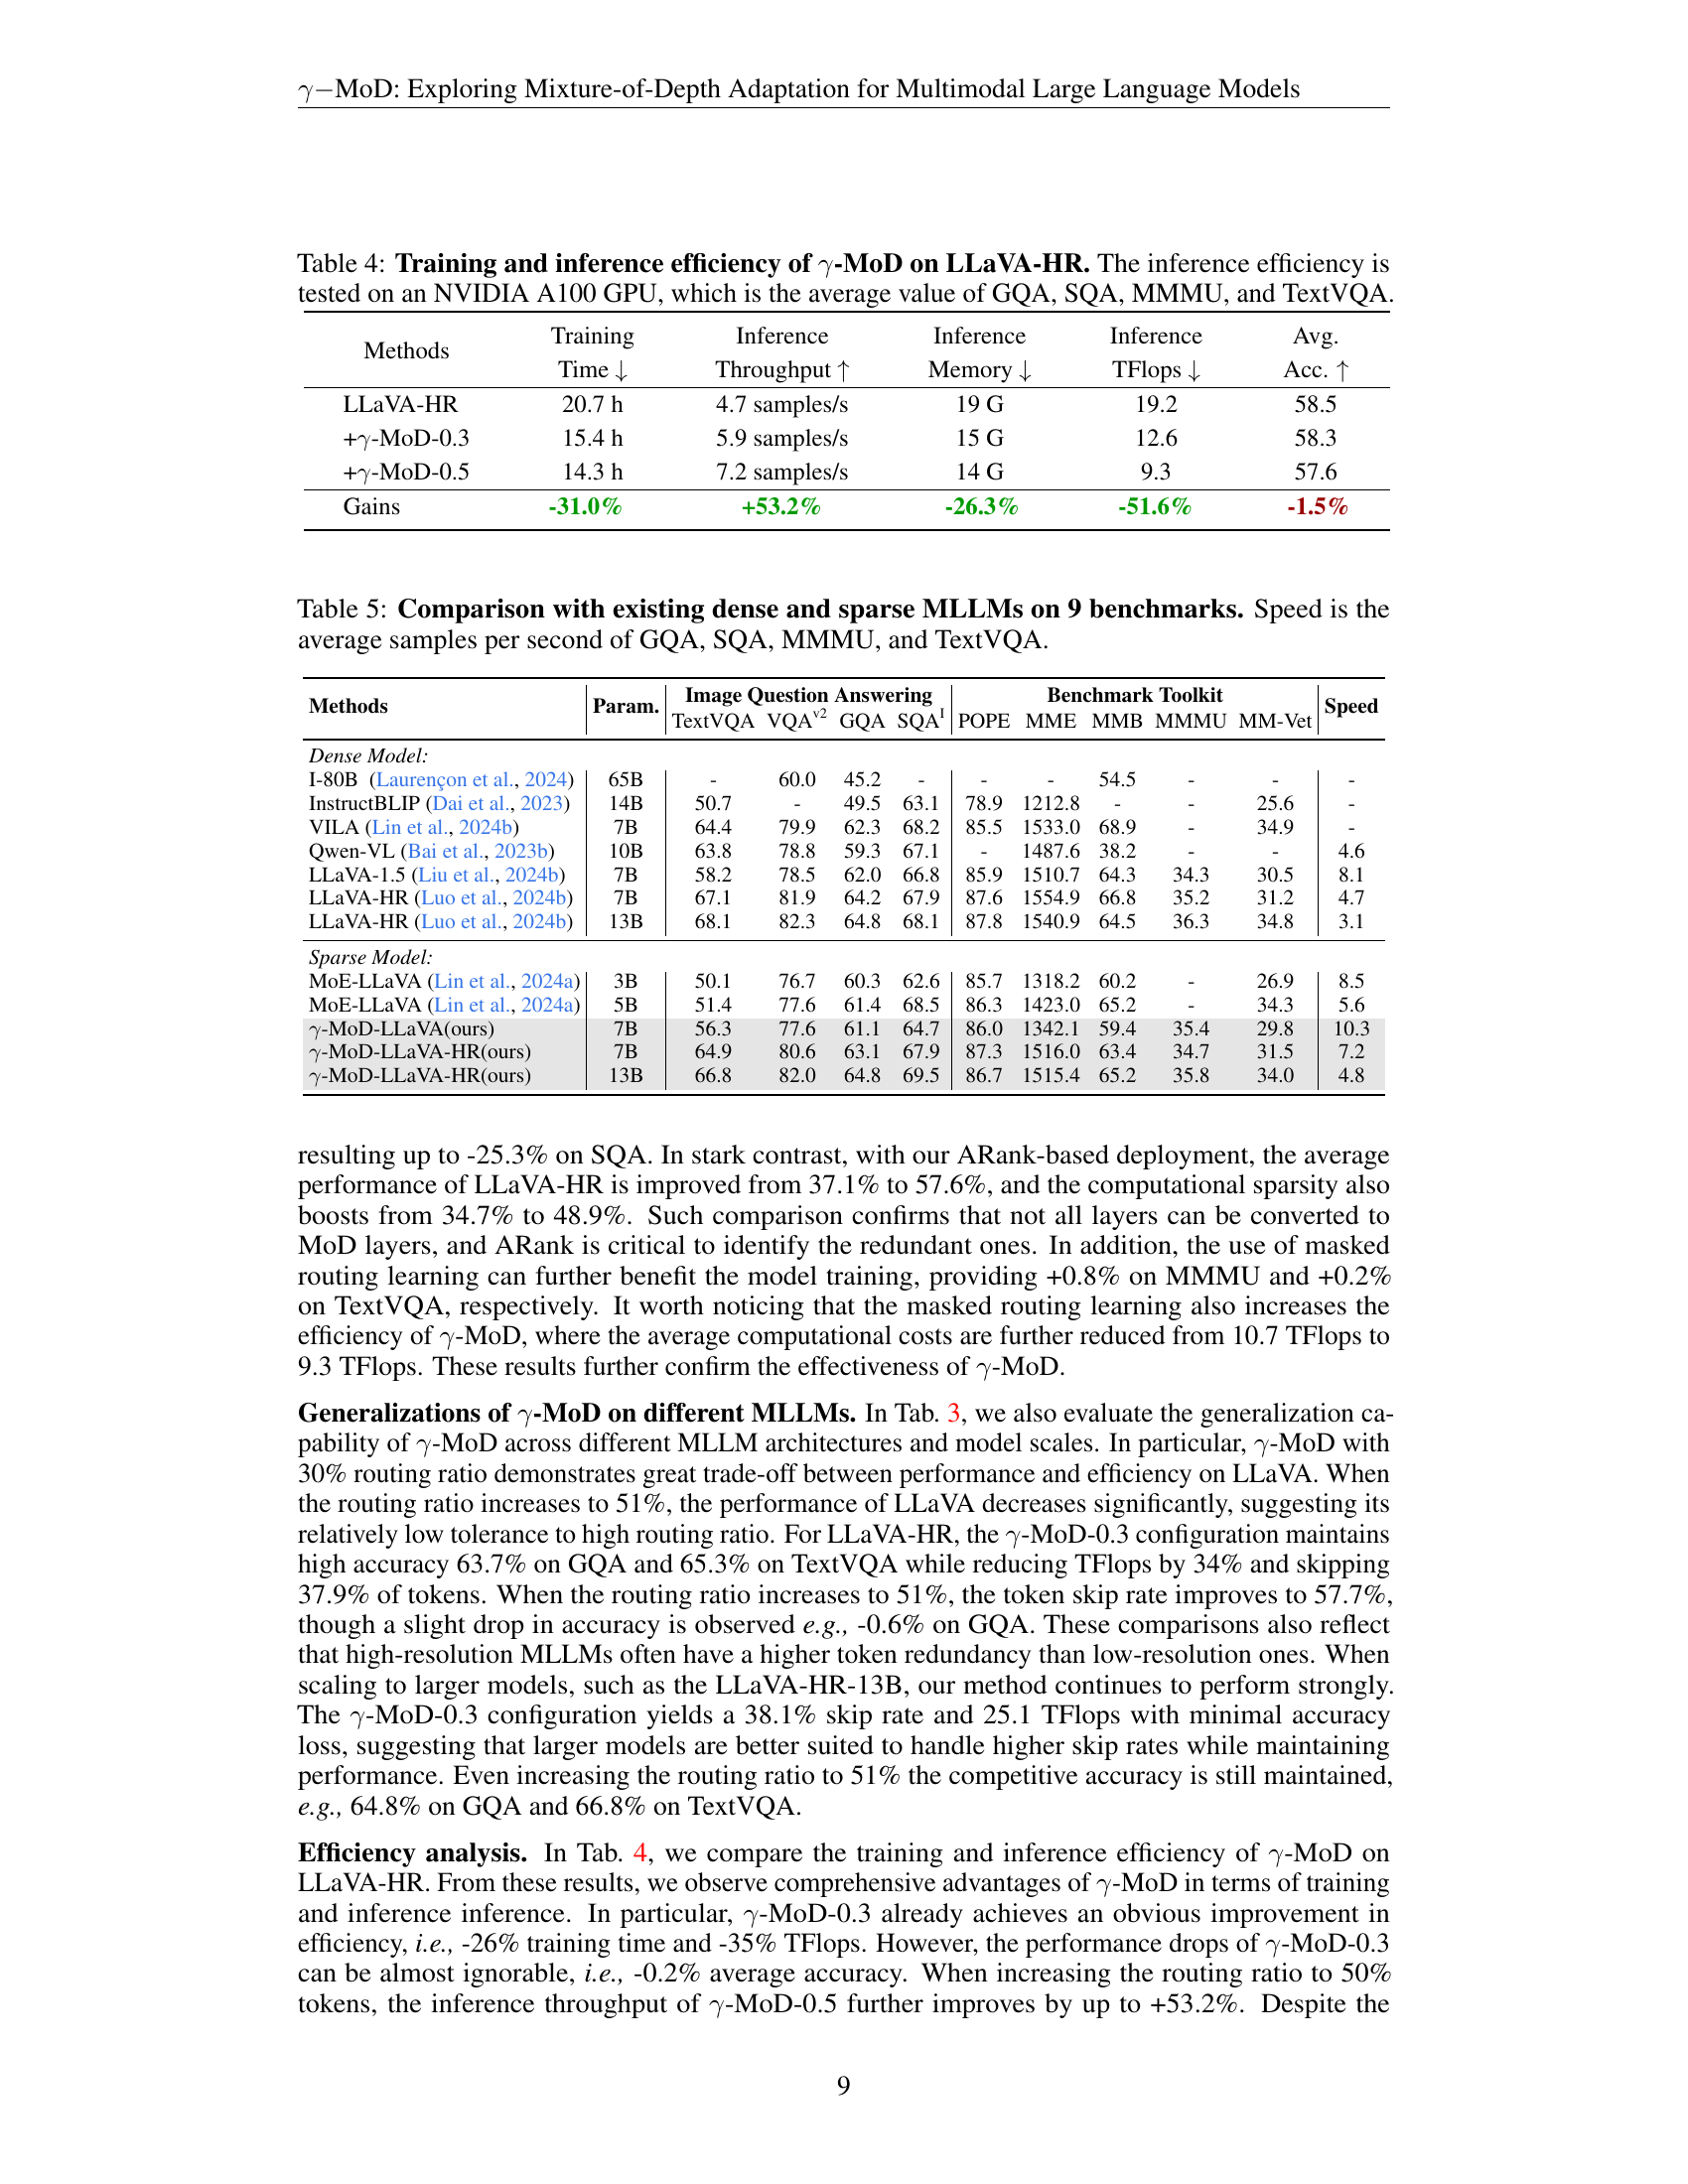 γ−MoD: Exploring Mixture-of-Depth Adaptation for Multimodal Large Language Models
Table 4: Training and inference efficiency of γ-MoD on LLaVA-HR. The inference efficiency is
tested on an NVIDIA A100 GPU, which is the average value of GQA, SQA, MMMU, and TextVQA.
Methods Training Time ↓ Inference Throughput ↑ Inference Memory ↓ Inference TFlops ↓ Avg. Acc. ↑
LLaVA-HR 20.7 h 4.7 samples/s 19 G 19.2 58.5
+γ-MoD-0.3 15.4 h 5.9 samples/s 15 G 12.6 58.3
+γ-MoD-0.5 14.3 h 7.2 samples/s 14 G 9.3 57.6
Gains -31.0% +53.2% -26.3% -51.6% -1.5%
Table 5: Comparison with existing dense and sparse MLLMs on 9 benchmarks. Speed is the
average samples per second of GQA, SQA, MMMU, and TextVQA.
Methods Param. Image Question Answering Benchmark Toolkit Speed
TextVQA VQA^v2 GQA SQA^I POPE MME MMB MMMU MM-Vet
Dense Model:
I-80B (Laurençon et al., 2024) 65B - 60.0 45.2 - - - 54.5 - - -
InstructBLIP (Dai et al., 2023) 14B 50.7 - 49.5 63.1 78.9 1212.8 - - 25.6 -
VILA (Lin et al., 2024b) 7B 64.4 79.9 62.3 68.2 85.5 1533.0 68.9 - 34.9 -
Qwen-VL (Bai et al., 2023b) 10B 63.8 78.8 59.3 67.1 - 1487.6 38.2 - - 4.6
LLaVA-1.5 (Liu et al., 2024b) 7B 58.2 78.5 62.0 66.8 85.9 1510.7 64.3 34.3 30.5 8.1
LLaVA-HR (Luo et al., 2024b) 7B 67.1 81.9 64.2 67.9 87.6 1554.9 66.8 35.2 31.2 4.7
LLaVA-HR (Luo et al., 2024b) 13B 68.1 82.3 64.8 68.1 87.8 1540.9 64.5 36.3 34.8 3.1
Sparse Model:
MoE-LLaVA (Lin et al., 2024a) 3B 50.1 76.7 60.3 62.6 85.7 1318.2 60.2 - 26.9 8.5
MoE-LLaVA (Lin et al., 2024a) 5B 51.4 77.6 61.4 68.5 86.3 1423.0 65.2 - 34.3 5.6
γ-MoD-LLaVA(ours) 7B 56.3 77.6 61.1 64.7 86.0 1342.1 59.4 35.4 29.8 10.3
γ-MoD-LLaVA-HR(ours) 7B 64.9 80.6 63.1 67.9 87.3 1516.0 63.4 34.7 31.5 7.2
γ-MoD-LLaVA-HR(ours) 13B 66.8 82.0 64.8 69.5 86.7 1515.4 65.2 35.8 34.0 4.8
resulting up to -25.3% on SQA. In stark contrast, with our ARank-based deployment, the average
performance of LLaVA-HR is improved from 37.1% to 57.6%, and the computational sparsity also
boosts from 34.7% to 48.9%. Such comparison confirms that not all layers can be converted to
MoD layers, and ARank is critical to identify the redundant ones. In addition, the use of masked
routing learning can further benefit the model training, providing +0.8% on MMMU and +0.2%
on TextVQA, respectively. It worth noticing that the masked routing learning also increases the
efficiency of γ-MoD, where the average computational costs are further reduced from 10.7 TFlops to
9.3 TFlops. These results further confirm the effectiveness of γ-MoD.
Generalizations of γ-MoD on different MLLMs. In Tab. 3, we also evaluate the generalization ca-
pability of γ-MoD across different MLLM architectures and model scales. In particular, γ-MoD with
30% routing ratio demonstrates great trade-off between performance and efficiency on LLaVA. When
the routing ratio increases to 51%, the performance of LLaVA decreases significantly, suggesting its
relatively low tolerance to high routing ratio. For LLaVA-HR, the γ-MoD-0.3 configuration maintains
high accuracy 63.7% on GQA and 65.3% on TextVQA while reducing TFlops by 34% and skipping
37.9% of tokens. When the routing ratio increases to 51%, the token skip rate improves to 57.7%,
though a slight drop in accuracy is observed e.g., -0.6% on GQA. These comparisons also reflect
that high-resolution MLLMs often have a higher token redundancy than low-resolution ones. When
scaling to larger models, such as the LLaVA-HR-13B, our method continues to perform strongly.
The γ-MoD-0.3 configuration yields a 38.1% skip rate and 25.1 TFlops with minimal accuracy
loss, suggesting that larger models are better suited to handle higher skip rates while maintaining
performance. Even increasing the routing ratio to 51% the competitive accuracy is still maintained,
e.g., 64.8% on GQA and 66.8% on TextVQA.
Efficiency analysis. In Tab. 4, we compare the training and inference efficiency of γ-MoD on
LLaVA-HR. From these results, we observe comprehensive advantages of γ-MoD in terms of training
and inference inference. In particular, γ-MoD-0.3 already achieves an obvious improvement in
efficiency, i.e., -26% training time and -35% TFlops. However, the performance drops of γ-MoD-0.3
can be almost ignorable, i.e., -0.2% average accuracy. When increasing the routing ratio to 50%
tokens, the inference throughput of γ-MoD-0.5 further improves by up to +53.2%. Despite the
9